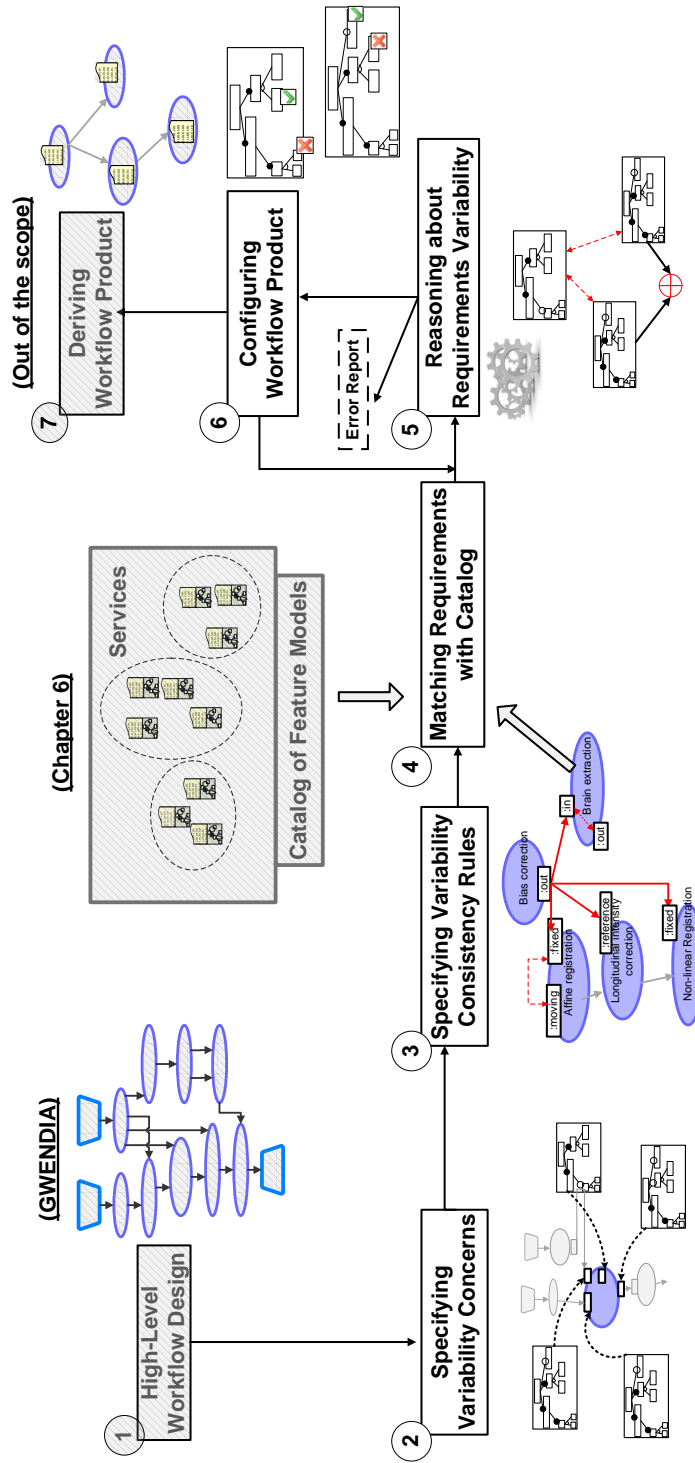 (GWENDIA)
1
High-Level
Workflow Design
2
Specifying
Variability Concerns
3
Specifying Variability
Consistency Rules
Bias correction
:out
:moving
:fixed
Affine registration
:reference
Longitudinal intensity
correction
:fixed
Non-linear Registration
:in
:out
Brain extraction
(Chapter 6)
Services
Catalog of Feature Models
4
Matching Requirements
with Catalog
5
Reasoning about
Requirements Variability
Error Report
6
Configuring
Workflow Product
(Out of the scope)
7
Deriving
Workflow Product